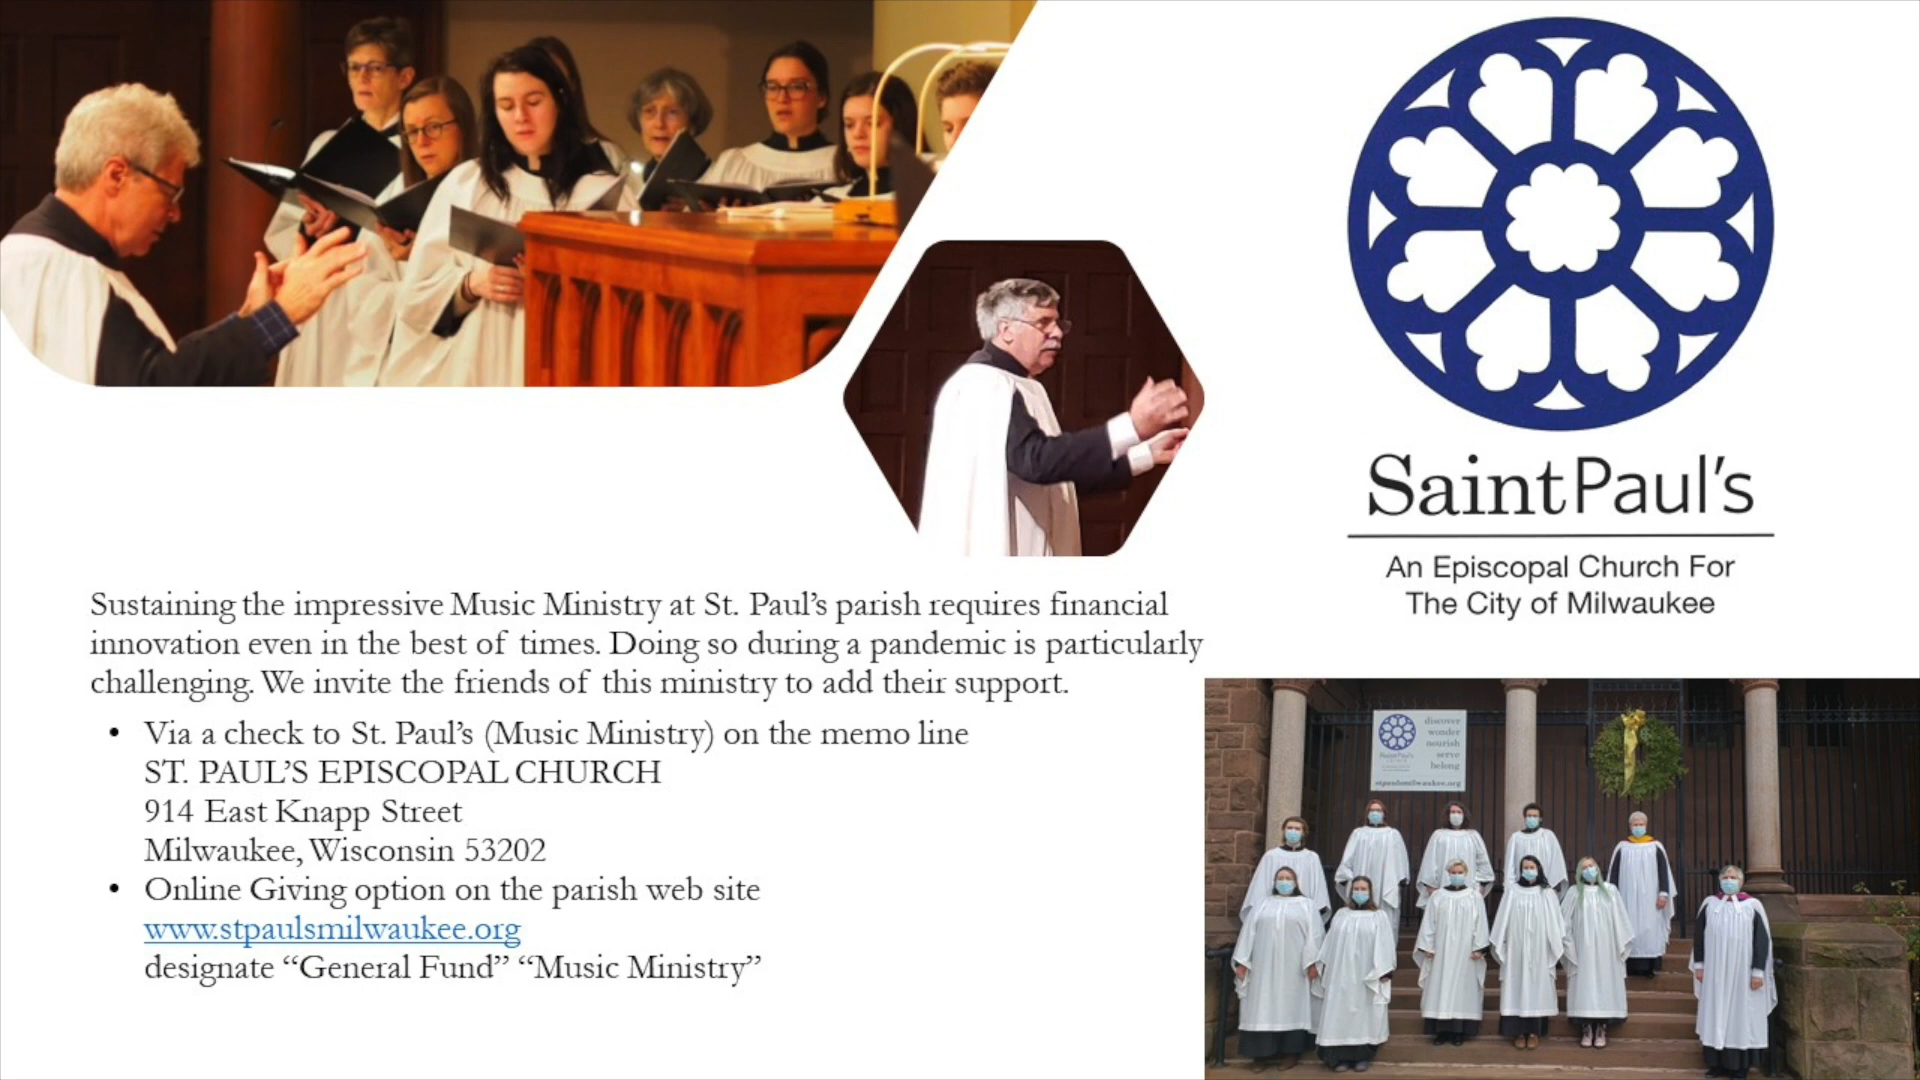 Saint Paul's
An Episcopal Church For
The City of Milwaukee
Sustaining the impressive Music Ministry at St. Paul’s parish requires financial
innovation even in the best of times. Doing so during a pandemic is particularly
challenging. We invite the friends of this ministry to add their support.
• Via a check to St. Paul’s (Music Ministry) on the memo line
ST. PAUL’S EPISCOPAL CHURCH
914 East Knapp Street
Milwaukee, Wisconsin 53202
• Online Giving option on the parish web site
www.stpaulsmilwaukee.org
designate “General Fund” “Music Ministry”
discover
wonder
nourish
serve
belong
Saint Paul's
stpaulsmilwaukee.org